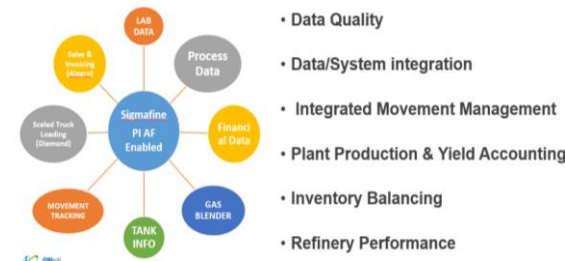 LAB
DATA
Process
Data
Financi
al Data
GAS
BLENDER
TANK
INFO
MOVEMENT
TRACKING
Scaled Truck
Loading
(Diamond)
Sales &
Invoicing
Sigmafine
PI AF
Enabled
• Data Quality
• Data/System integration
• Integrated Movement Management
• Plant Production & Yield Accounting
• Inventory Balancing
• Refinery Performance